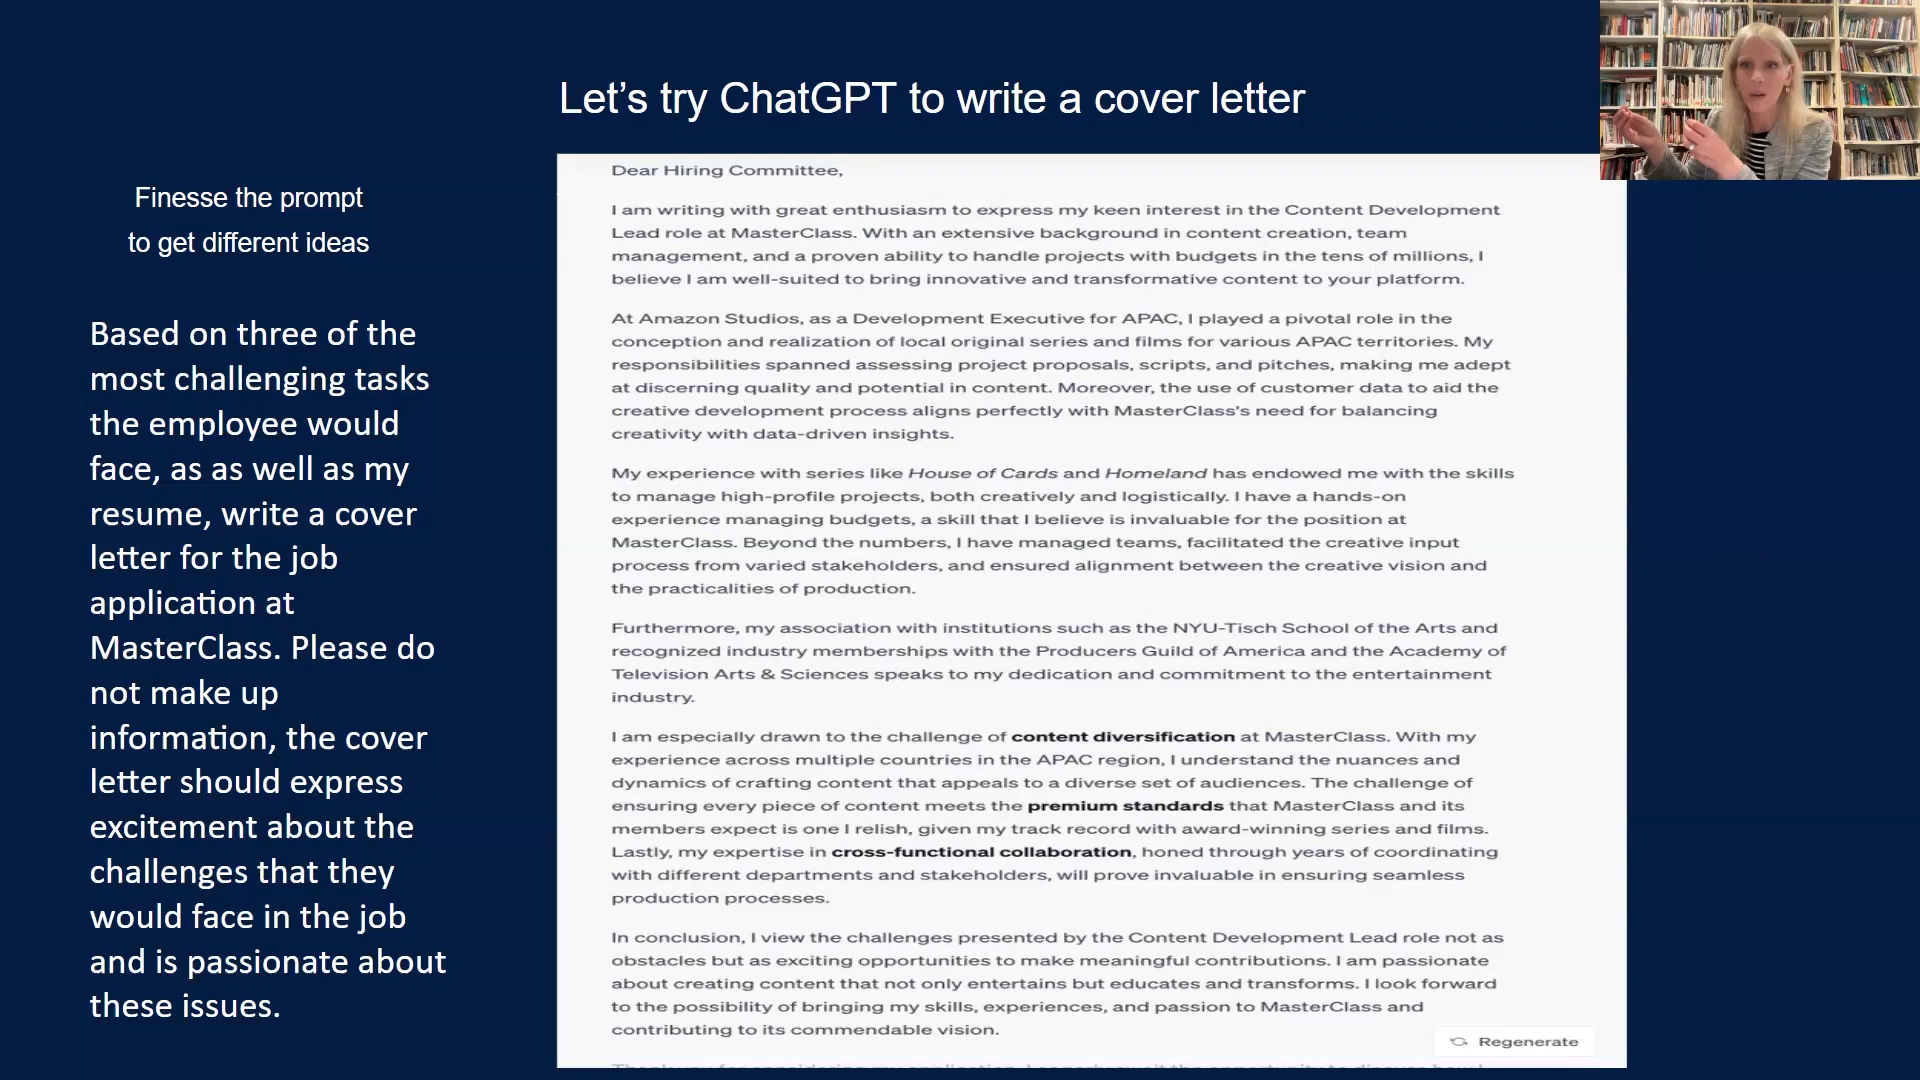 Let’s try ChatGPT to write a cover letter
Finesse the prompt
to get different ideas
Based on three of the
most challenging tasks
the employee would
face, as as well as my
resume, write a cover
letter for the job
application at
MasterClass. Please do
not make up
information, the cover
letter should express
excitement about the
challenges that they
would face in the job
and is passionate about
these issues.
Dear Hiring Committee,
I am writing with great enthusiasm to express my keen interest in the Content Development
Lead role at MasterClass. With an extensive background in content creation, team
management, and a proven ability to handle projects with budgets in the tens of millions, I
believe I am well-suited to bring innovative and transformative content to your platform.
At Amazon Studios, as a Development Executive for APAC, I played a pivotal role in the
conception and realization of local original series and films for various APAC territories. My
responsibilities spanned assessing project proposals, scripts, and pitches, making me adept
at discerning quality and potential in content. Moreover, the use of customer data to aid the
creative development process aligns perfectly with MasterClass's need for balancing
creativity with data-driven insights.
My experience with series like House of Cards and Homeland has endowed me with the skills
to manage high-profile projects, both creatively and logistically. I have a hands-on
experience managing budgets, a skill that I believe is invaluable for the position at
MasterClass. Beyond the numbers, I have managed teams, facilitated the creative input
process from varied stakeholders, and ensured alignment between the creative vision and
the practicalities of production.
Furthermore, my association with institutions such as the NYU-Tisch School of the Arts and
recognized industry memberships with the Producers Guild of America and the Academy of
Television Arts & Sciences speaks to my dedication and commitment to the entertainment
industry.
I am especially drawn to the challenge of content diversification at MasterClass. With my
experience across multiple countries in the APAC region, I understand the nuances and
dynamics of crafting content that appeals to a diverse set of audiences. The challenge of
ensuring every piece of content meets the premium standards that MasterClass and its
members expect is one I relish, given my track record with award-winning series and films.
Lastly, my expertise in cross-functional collaboration, honed through years of coordinating
with different departments and stakeholders, will prove invaluable in ensuring seamless
production processes.
In conclusion, I view the challenges presented by the Content Development Lead role not as
obstacles but as exciting opportunities to make meaningful contributions. I am passionate
about creating content that not only entertains but educates and transforms. I look forward
to the possibility of bringing my skills, experiences, and passion to MasterClass and
contributing to its commendable vision.
Regenerate